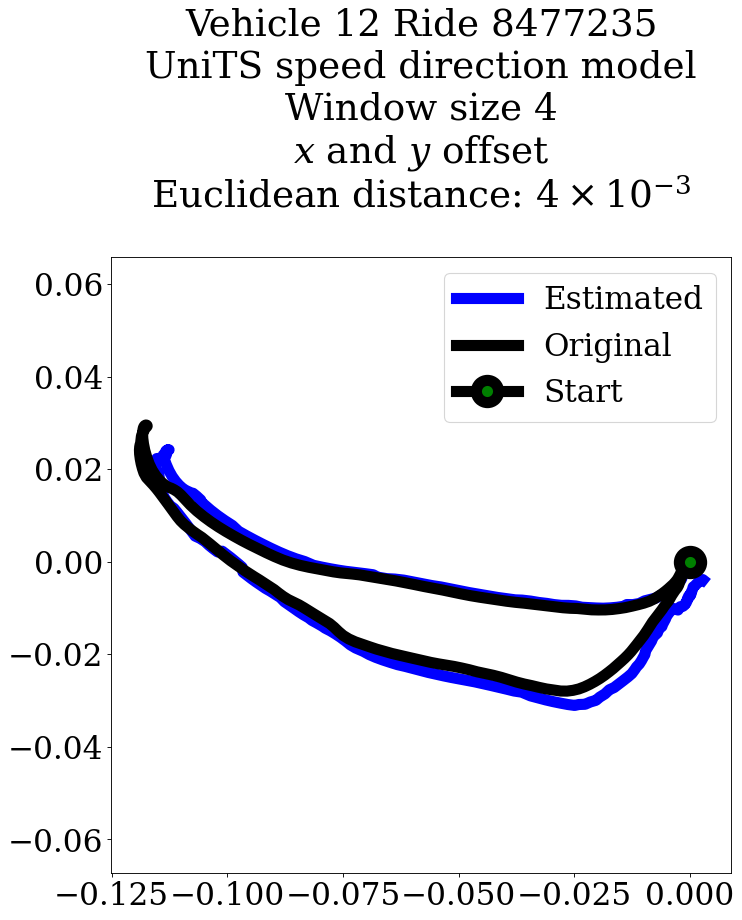 Vehicle 12 Ride 8477235
UniTS speed direction model
Window size 4
x and y offset
Euclidean distance: 4 × 10⁻³
Estimated
Original
Start
0.06
0.04
0.02
0.00
−0.02
−0.04
−0.06
−0.125 −0.100 −0.075 −0.050 −0.025 0.000